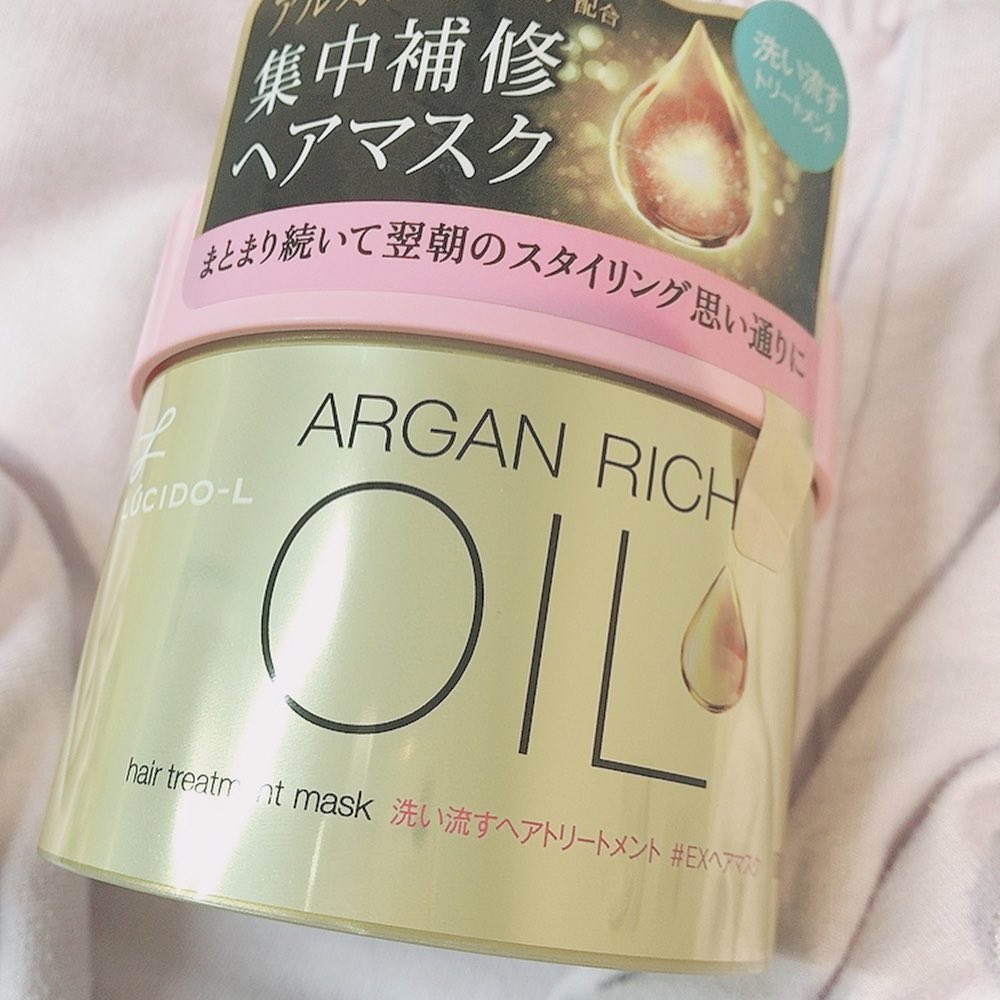 配合
集中補修
ヘアマスク
洗い流す
トリートメント
まとまり続いて翌朝のスタイリング思い通りに
LÚCIDO-L
ARGAN RICH
OIL
hair treatment mask 洗い流すヘアトリートメント #EXヘアマスク